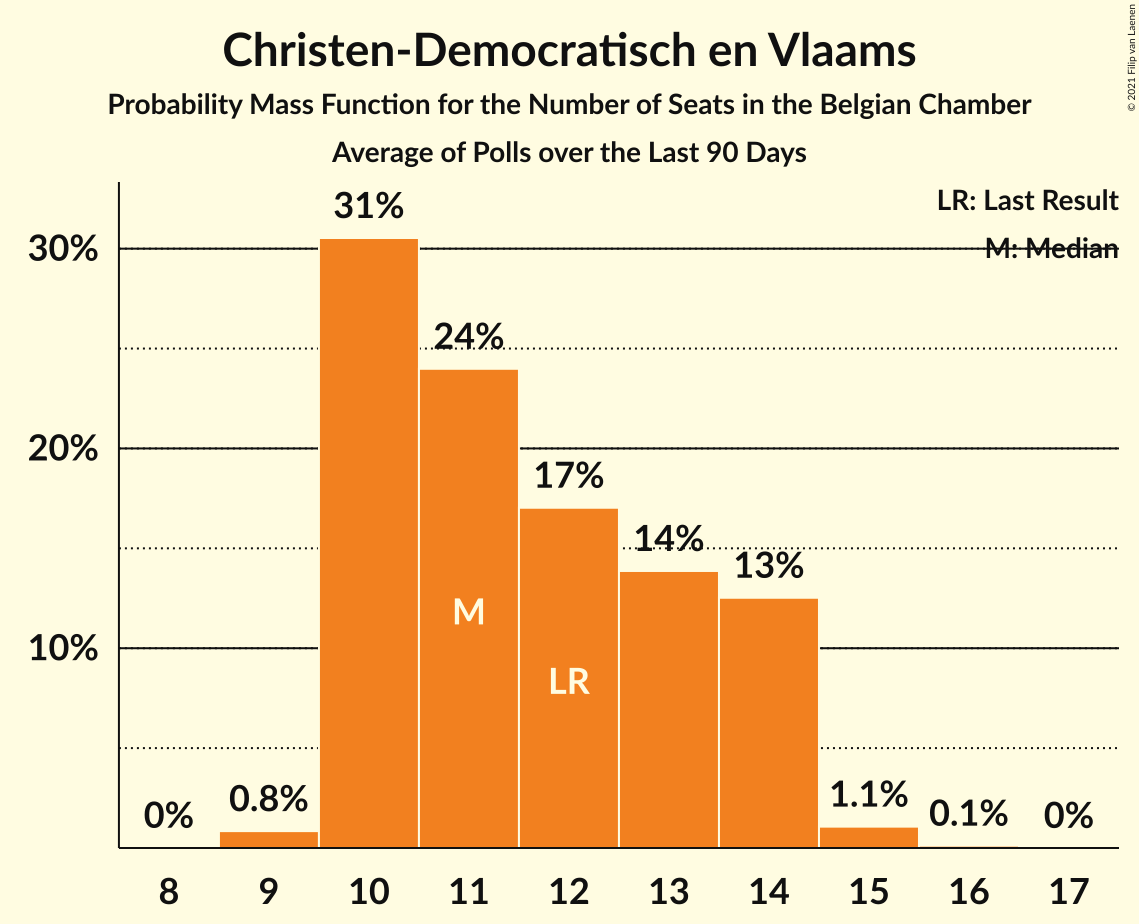 Christen-Democratisch en Vlaams
Probability Mass Function for the Number of Seats in the Belgian Chamber
Average of Polls over the Last 90 Days
© 2021 Filip van Laenen
LR: Last Result
M: Median
30%
20%
10%
0%
0.8%
31%
24%
17%
14%
13%
1.1%
0.1%
0%
M
LR
8 9 10 11 12 13 14 15 16 17